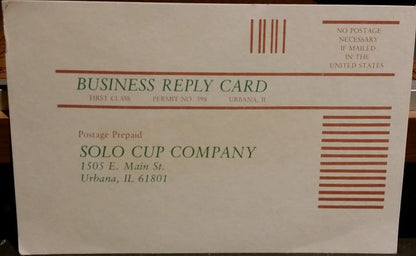 NO POSTAGE
NECESSARY
IF MAILED
IN THE
UNITED STATES
BUSINESS REPLY CARD
FIRST CLASS PERMIT NO 398 URBANA, Il
Postage Prepaid
SOLO CUP COMPANY
1505 E. Main St.
Urbana, IL 61801